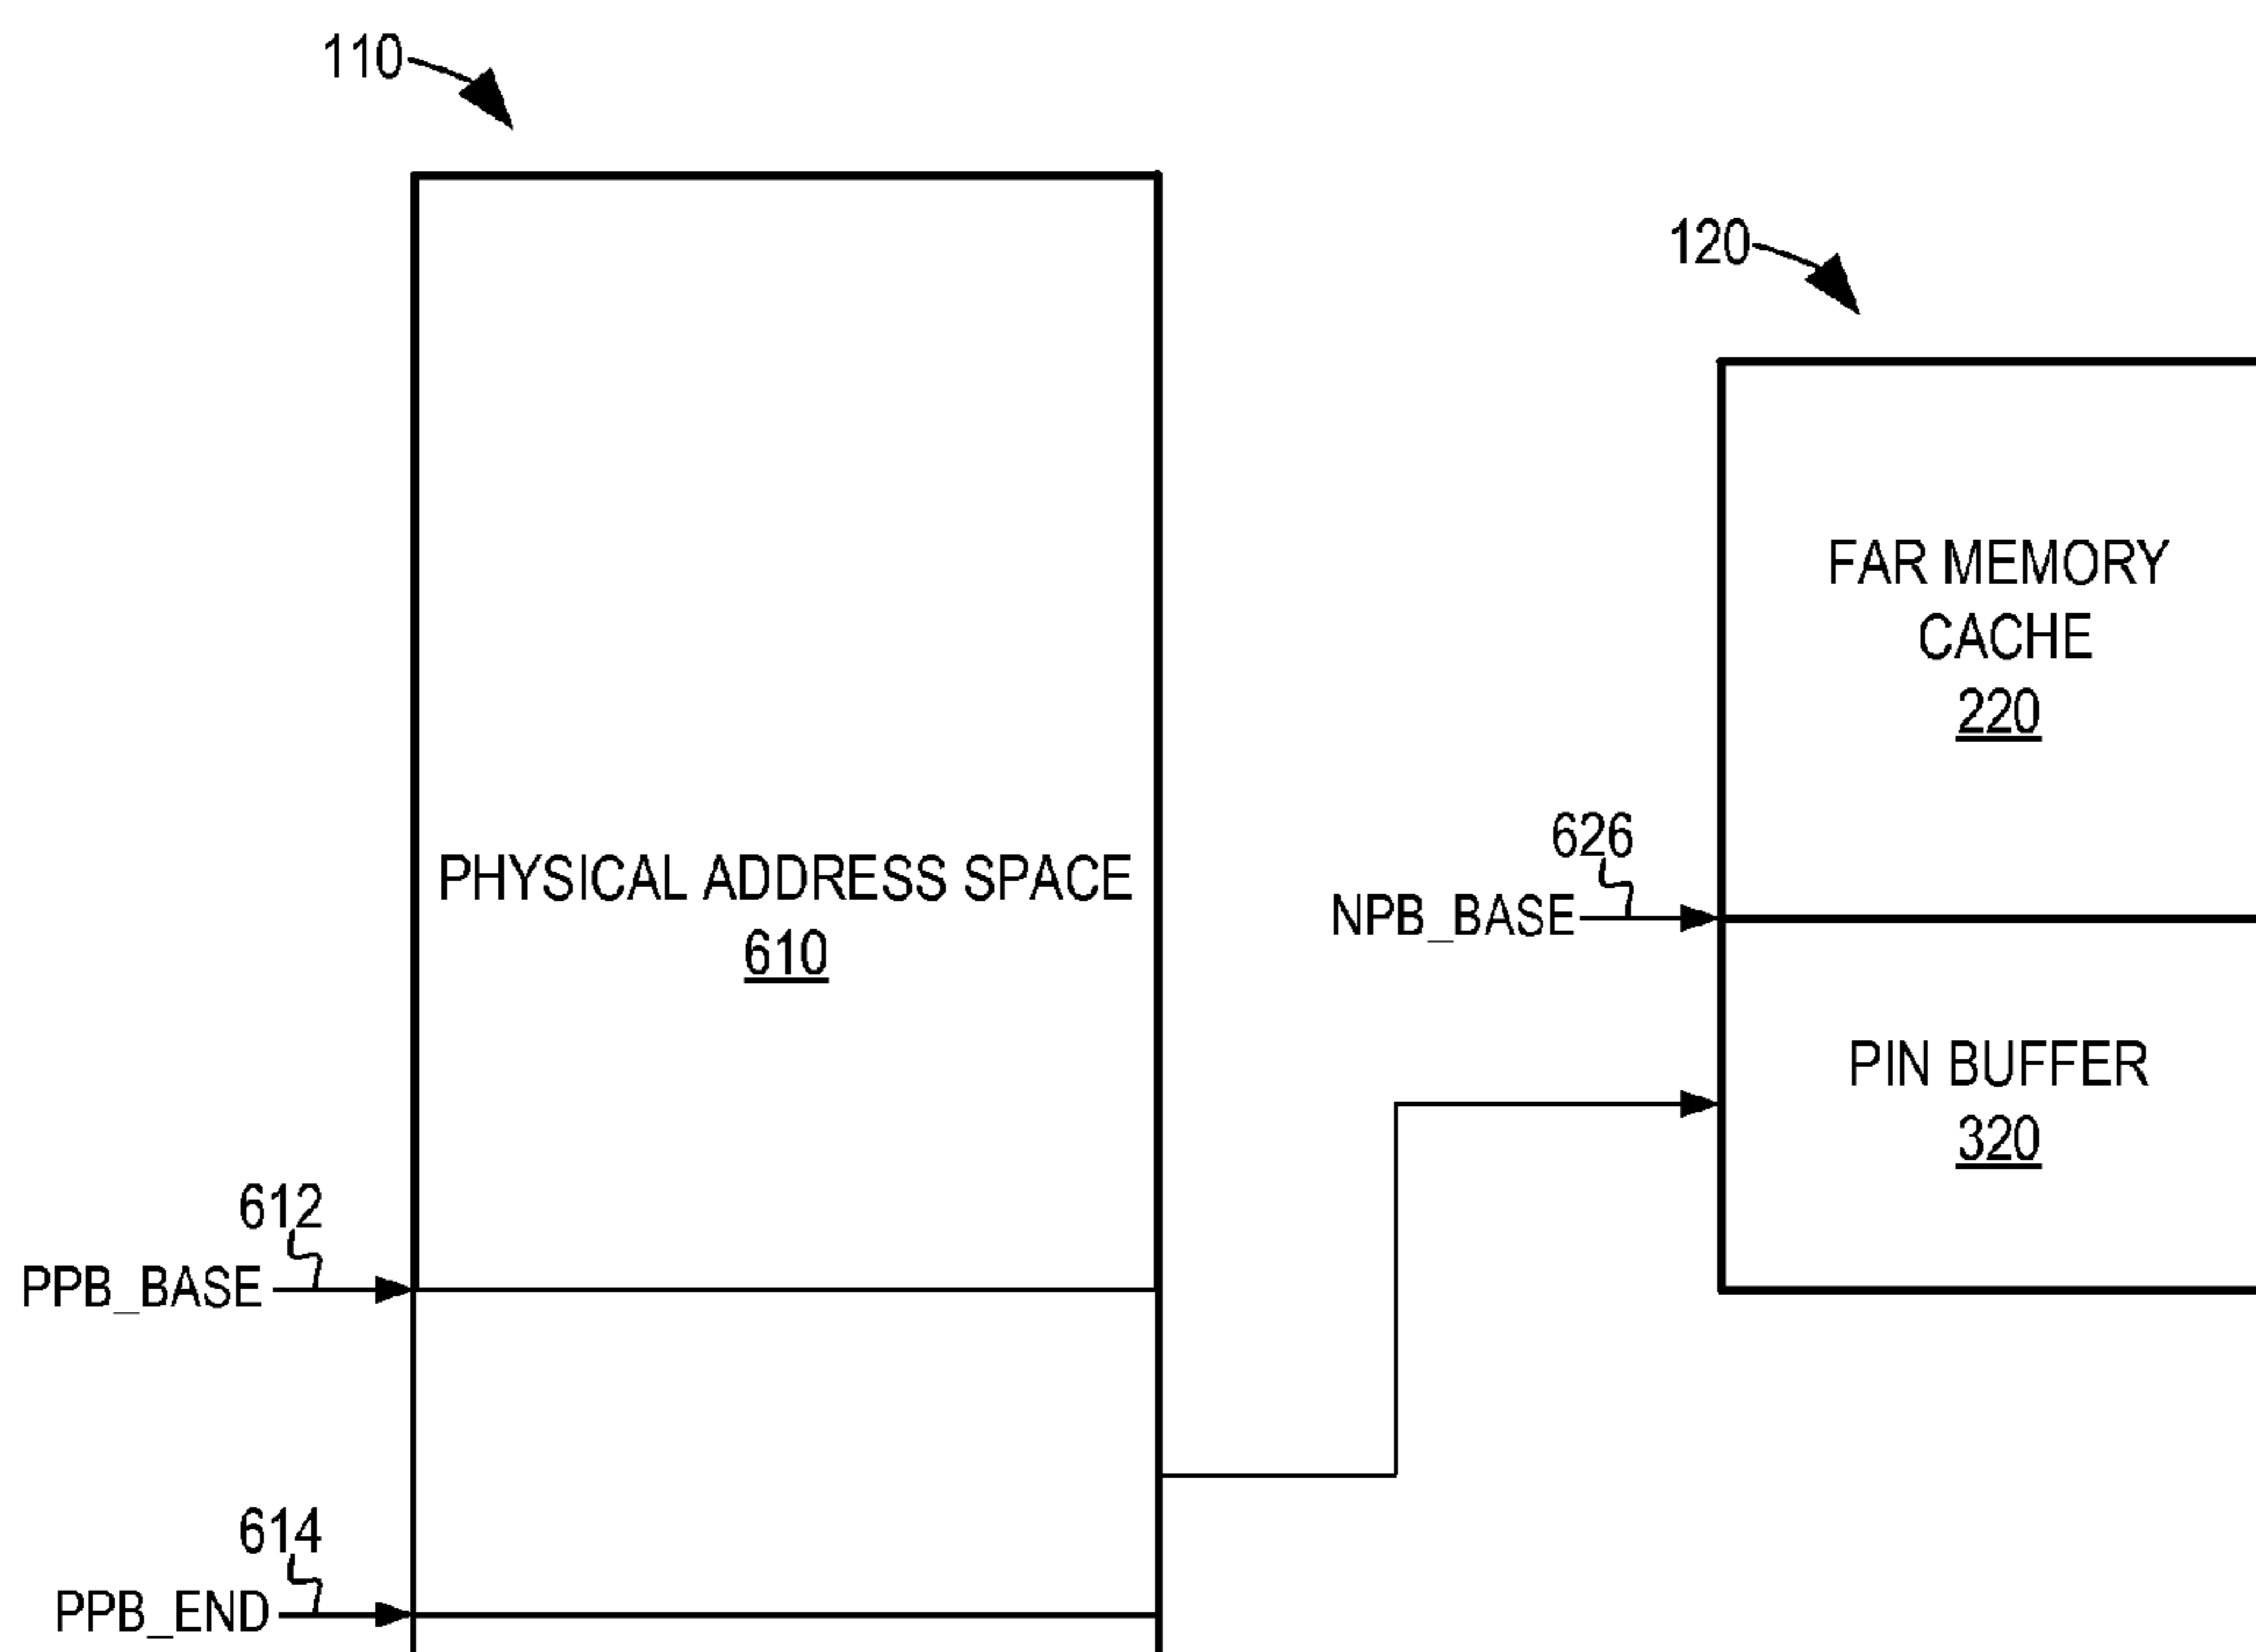 110
120
FAR MEMORY
CACHE
220
626
PHYSICAL ADDRESS SPACE
610
NPB_BASE
PIN BUFFER
320
612
PPB_BASE
614
PPB_END